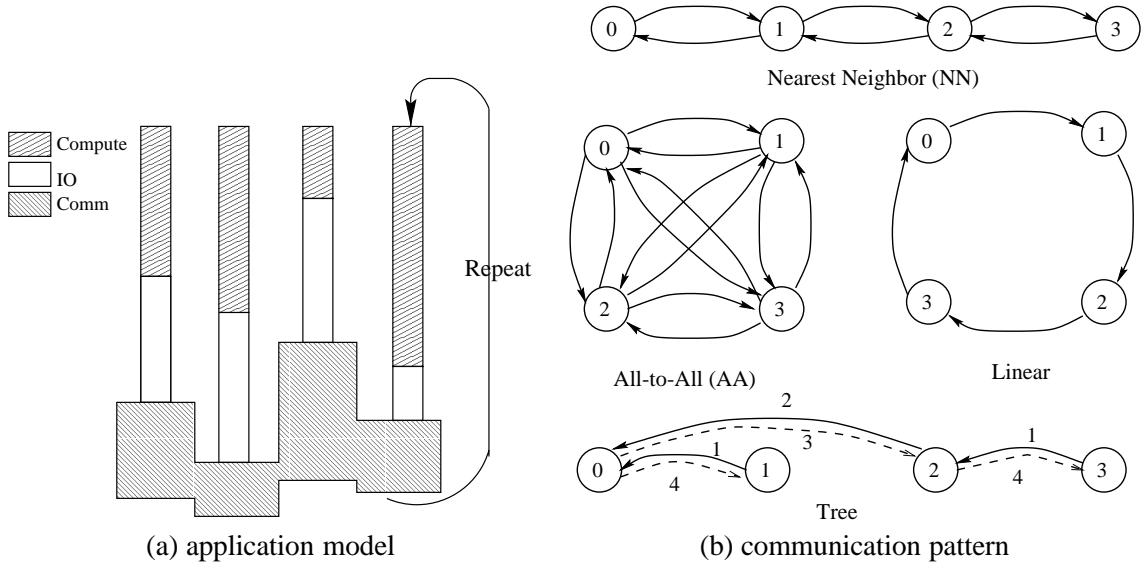 Compute
IO
Comm
Repeat
(a) application model
0 1 2 3
Nearest Neighbor (NN)
0 1
2 3
All-to-All (AA)
0 1
3 2
Linear
2
3
1 1
0 1 2 3
4 4
Tree
(b) communication pattern